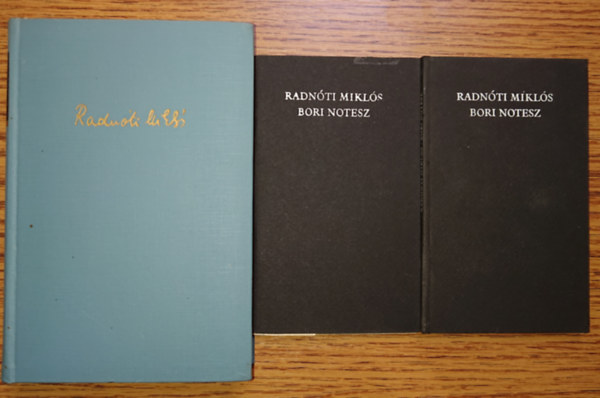 Radnóti Miklós
RADNÓTI MIKLÓS
BORI NOTESZ
RADNÓTI MIKLÓS
BORI NOTESZ